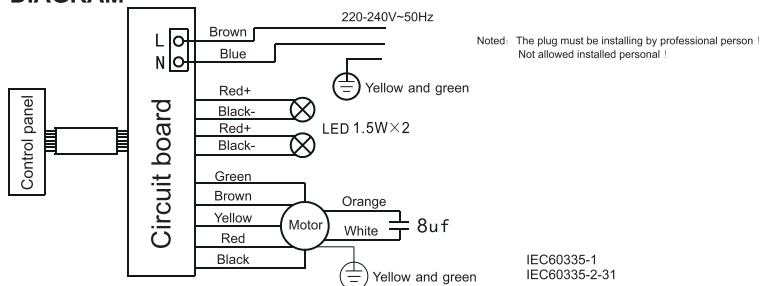 DIAGRAM
220-240V~50Hz
L
Brown
N
Blue
Noted: The plug must be installing by professional person !
Not allowed installed personal !
Yellow and green
Control panel
Circuit board
Red+
Black-
Red+
Black-
LED 1.5W×2
Green
Brown
Yellow
Red
Black
Motor
Orange
White
8uf
Yellow and green
IEC60335-1
IEC60335-2-31